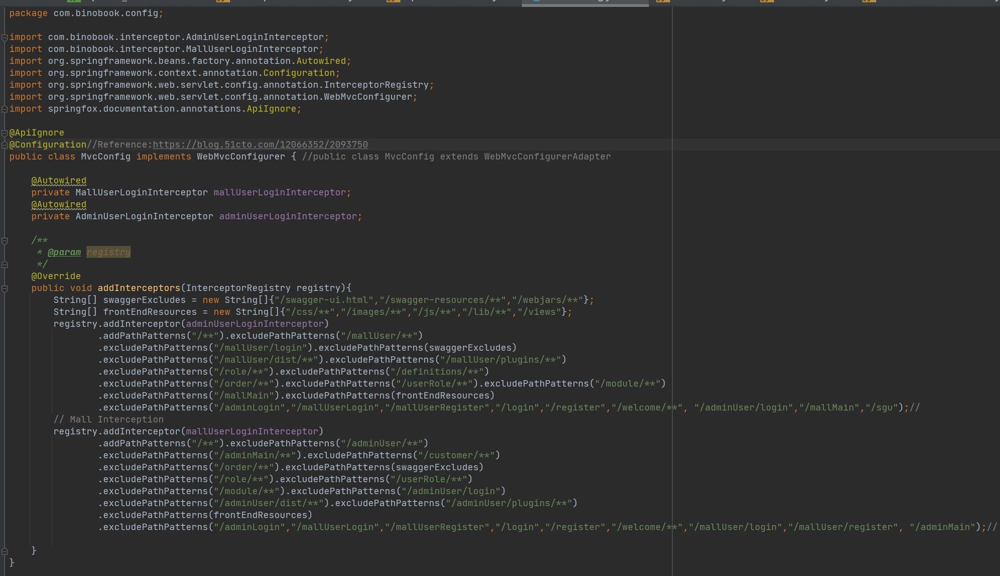 package com.binobook.config;
import com.binobook.interceptor.AdminUserLoginInterceptor;
import com.binobook.interceptor.MallUserLoginInterceptor;
import org.springframework.beans.factory.annotation.Autowired;
import org.springframework.context.annotation.Configuration;
import org.springframework.web.servlet.config.annotation.InterceptorRegistry;
import org.springframework.web.servlet.config.annotation.WebMvcConfigurer;
import springfox.documentation.annotations.ApiIgnore;
@ApiIgnore
@Configuration//Reference:https://blog.51cto.com/12066352/2093750
public class MvcConfig implements WebMvcConfigurer { //public class MvcConfig extends WebMvcConfigurerAdapter
@Autowired
private MallUserLoginInterceptor mallUserLoginInterceptor;
@Autowired
private AdminUserLoginInterceptor adminUserLoginInterceptor;
/**
* @param registry
*/
@Override
public void addInterceptors(InterceptorRegistry registry){
String[] swaggerExcludes = new String[]{"/swagger-ui.html","/swagger-resources/**","/webjars/**"};
String[] frontEndResources = new String[]{"/css/**","/images/**","/js/**","/lib/**","/views"};
registry.addInterceptor(adminUserLoginInterceptor)
.addPathPatterns("/**").excludePathPatterns("/mallUser/**")
.excludePathPatterns("/mallUser/login").excludePathPatterns(swaggerExcludes)
.excludePathPatterns("/mallUser/dist/**").excludePathPatterns("/mallUser/plugins/**")
.excludePathPatterns("/role/**").excludePathPatterns("/definitions/**")
.excludePathPatterns("/order/**").excludePathPatterns("/userRole/**").excludePathPatterns("/module/**")
.excludePathPatterns("/mallMain").excludePathPatterns(frontEndResources)
.excludePathPatterns("/adminLogin","/mallUserLogin","/mallUserRegister","/login","/register","/welcome/**", "/adminUser/login","/mallMain","/sgu");//
// Mall Interception
registry.addInterceptor(mallUserLoginInterceptor)
.addPathPatterns("/**").excludePathPatterns("/adminUser/**")
.excludePathPatterns("/adminMain/**").excludePathPatterns("/customer/**")
.excludePathPatterns("/order/**").excludePathPatterns(swaggerExcludes)
.excludePathPatterns("/role/**").excludePathPatterns("/userRole/**")
.excludePathPatterns("/module/**").excludePathPatterns("/adminUser/login")
.excludePathPatterns("/adminUser/dist/**").excludePathPatterns("/adminUser/plugins/**")
.excludePathPatterns(frontEndResources)
.excludePathPatterns("/adminLogin","/mallUserLogin","/mallUserRegister","/login","/register","/welcome/**","/mallUser/login","/mallUser/register", "/adminMain");//
}
}